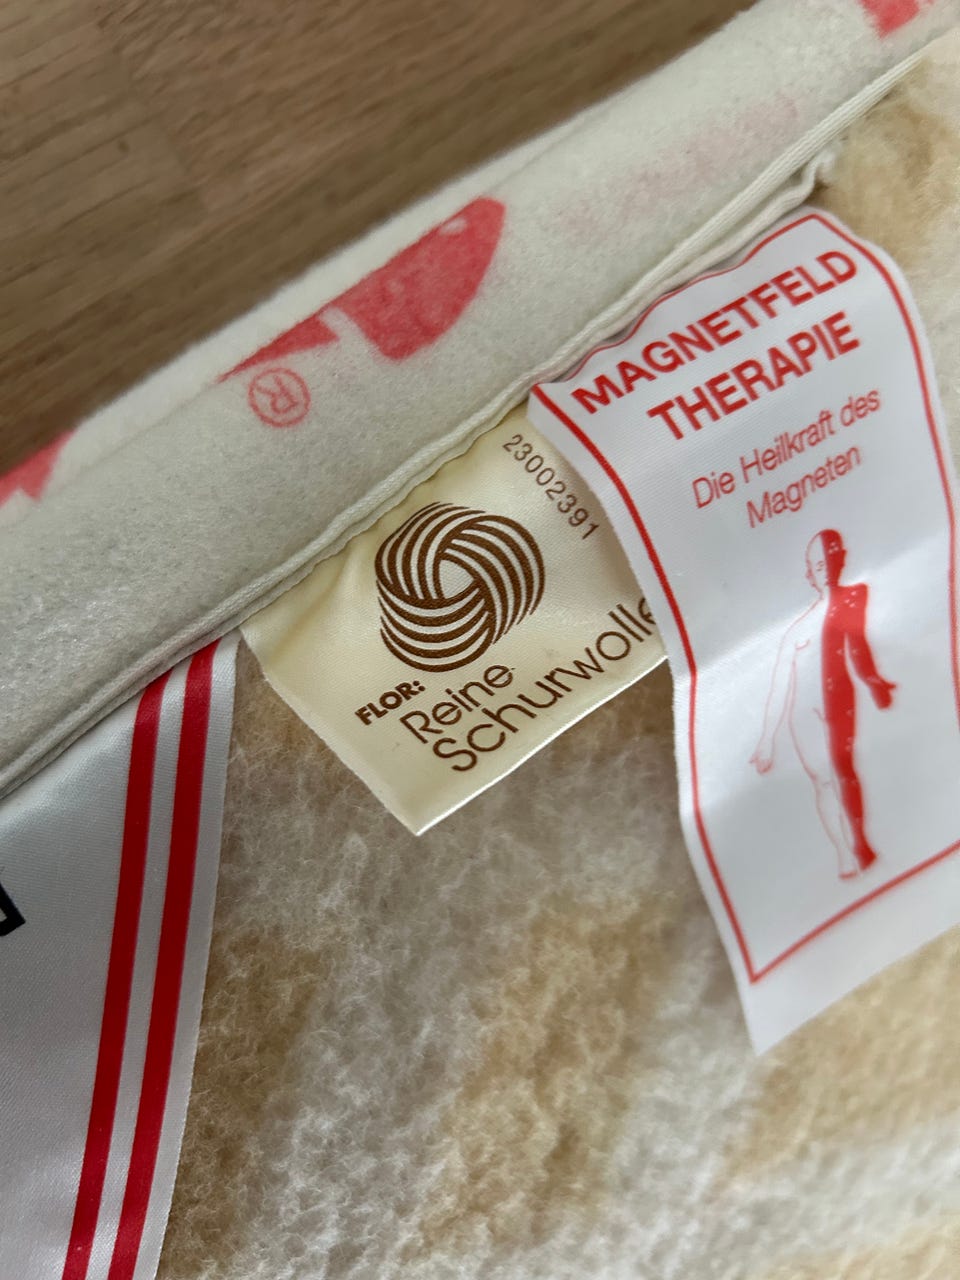 ®
MAGNETFELD
THERAPIE
Die Heilkraft des
Magneten
23002391
FLOR:
Reine
Schurwolle